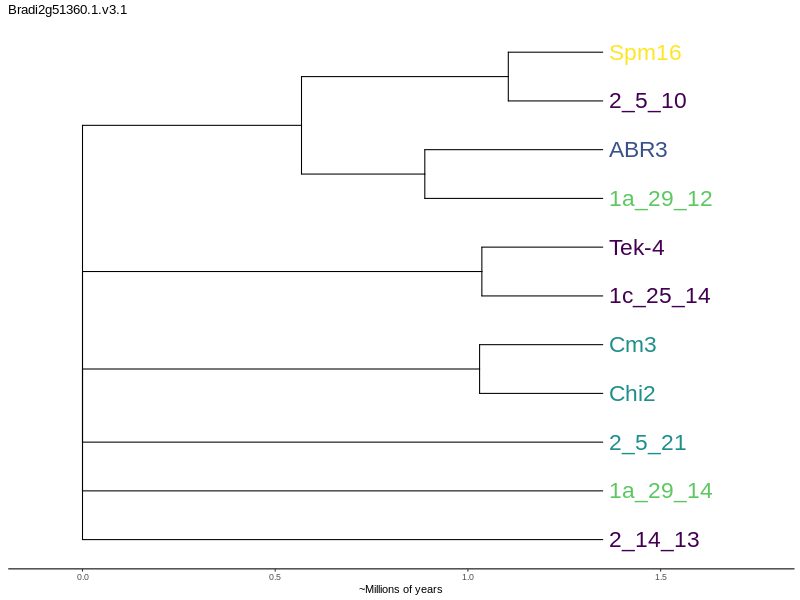 Bradi2g51360.1.v3.1
Spm16
2_5_10
ABR3
1a_29_12
Tek-4
1c_25_14
Cm3
Chi2
2_5_21
1a_29_14
2_14_13
0.0 0.5 1.0 1.5
~Millions of years